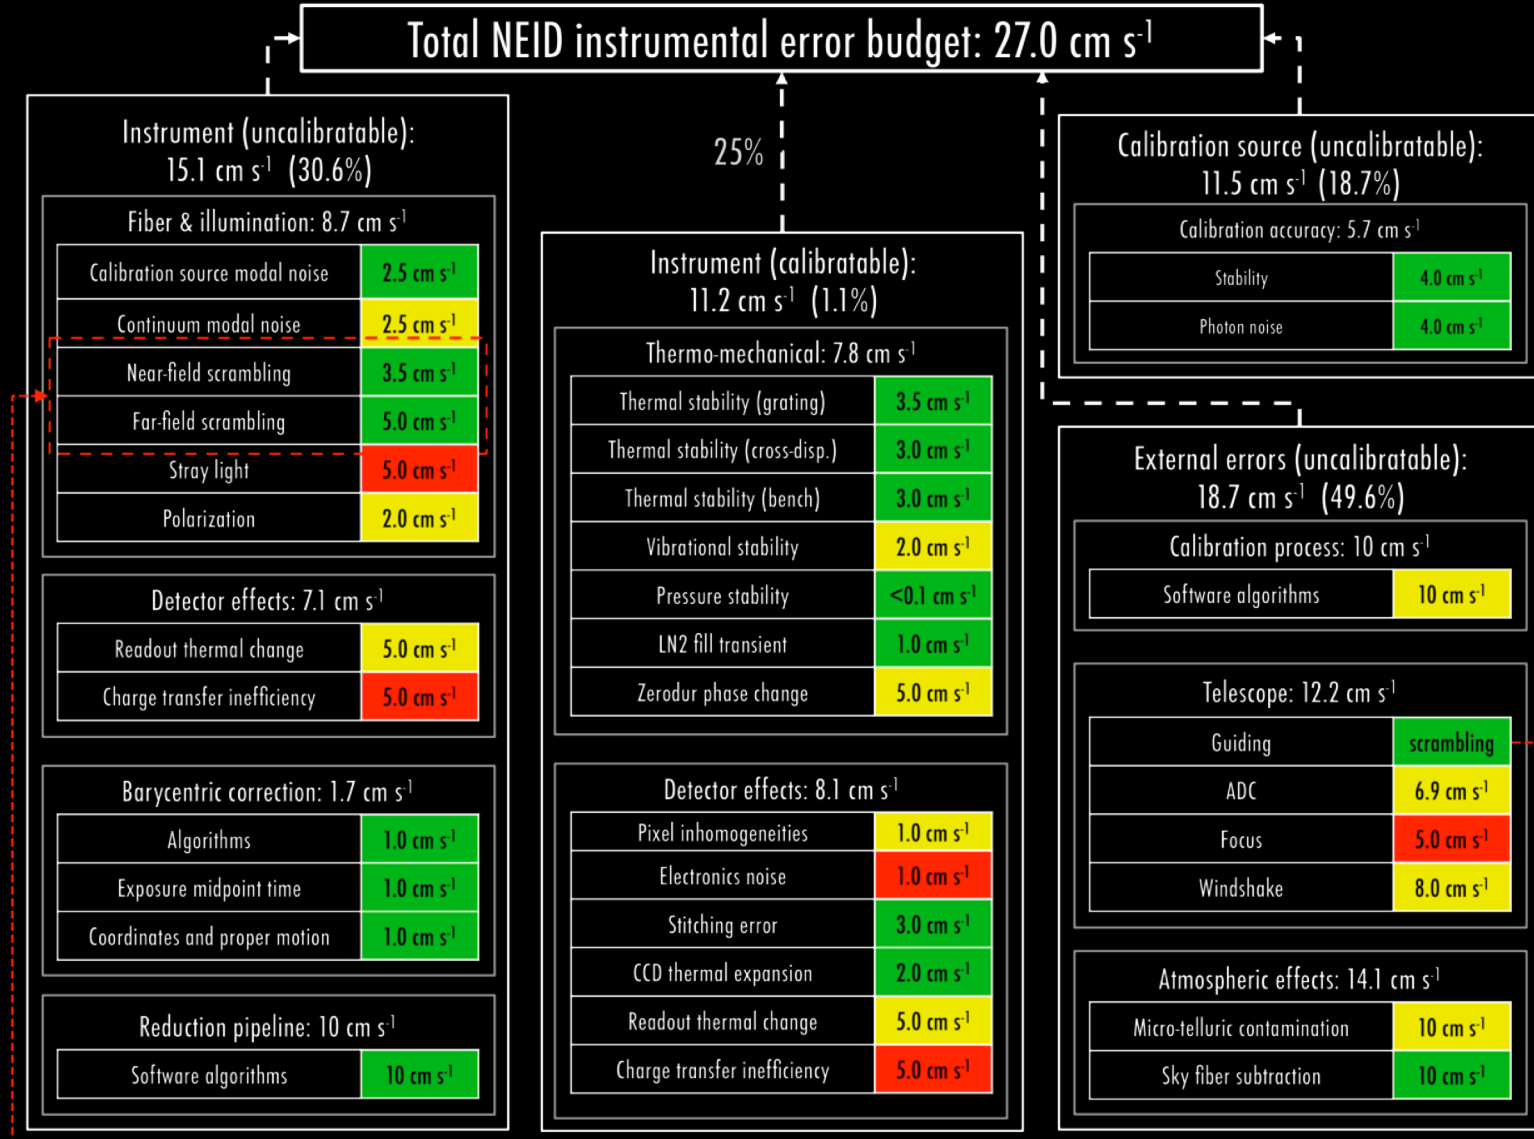 Total NEID instrumental error budget: 27.0 cm s⁻¹
Instrument (uncalibratable):
15.1 cm s⁻¹ (30.6%)
Fiber & illumination: 8.7 cm s⁻¹
Calibration source modal noise 2.5 cm s⁻¹
Continuum modal noise 2.5 cm s⁻¹
Near-field scrambling 3.5 cm s⁻¹
Far-field scrambling 5.0 cm s⁻¹
Stray light 5.0 cm s⁻¹
Polarization 2.0 cm s⁻¹
Detector effects: 7.1 cm s⁻¹
Readout thermal change 5.0 cm s⁻¹
Charge transfer inefficiency 5.0 cm s⁻¹
Barycentric correction: 1.7 cm s⁻¹
Algorithms 1.0 cm s⁻¹
Exposure midpoint time 1.0 cm s⁻¹
Coordinates and proper motion 1.0 cm s⁻¹
Reduction pipeline: 10 cm s⁻¹
Software algorithms 10 cm s⁻¹
25%
Instrument (calibratable):
11.2 cm s⁻¹ (1.1%)
Thermo-mechanical: 7.8 cm s⁻¹
Thermal stability (grating) 3.5 cm s⁻¹
Thermal stability (cross-disp.) 3.0 cm s⁻¹
Thermal stability (bench) 3.0 cm s⁻¹
Vibrational stability 2.0 cm s⁻¹
Pressure stability <0.1 cm s⁻¹
LN2 fill transient 1.0 cm s⁻¹
Zerodur phase change 5.0 cm s⁻¹
Detector effects: 8.1 cm s⁻¹
Pixel inhomogeneities 1.0 cm s⁻¹
Electronics noise 1.0 cm s⁻¹
Stitching error 3.0 cm s⁻¹
CCD thermal expansion 2.0 cm s⁻¹
Readout thermal change 5.0 cm s⁻¹
Charge transfer inefficiency 5.0 cm s⁻¹
Calibration source (uncalibratable):
11.5 cm s⁻¹ (18.7%)
Calibration accuracy: 5.7 cm s⁻¹
Stability 4.0 cm s⁻¹
Photon noise 4.0 cm s⁻¹
External errors (uncalibratable):
18.7 cm s⁻¹ (49.6%)
Calibration process: 10 cm s⁻¹
Software algorithms 10 cm s⁻¹
Telescope: 12.2 cm s⁻¹
Guiding scrambling
ADC 6.9 cm s⁻¹
Focus 5.0 cm s⁻¹
Windshake 8.0 cm s⁻¹
Atmospheric effects: 14.1 cm s⁻¹
Micro-telluric contamination 10 cm s⁻¹
Sky fiber subtraction 10 cm s⁻¹